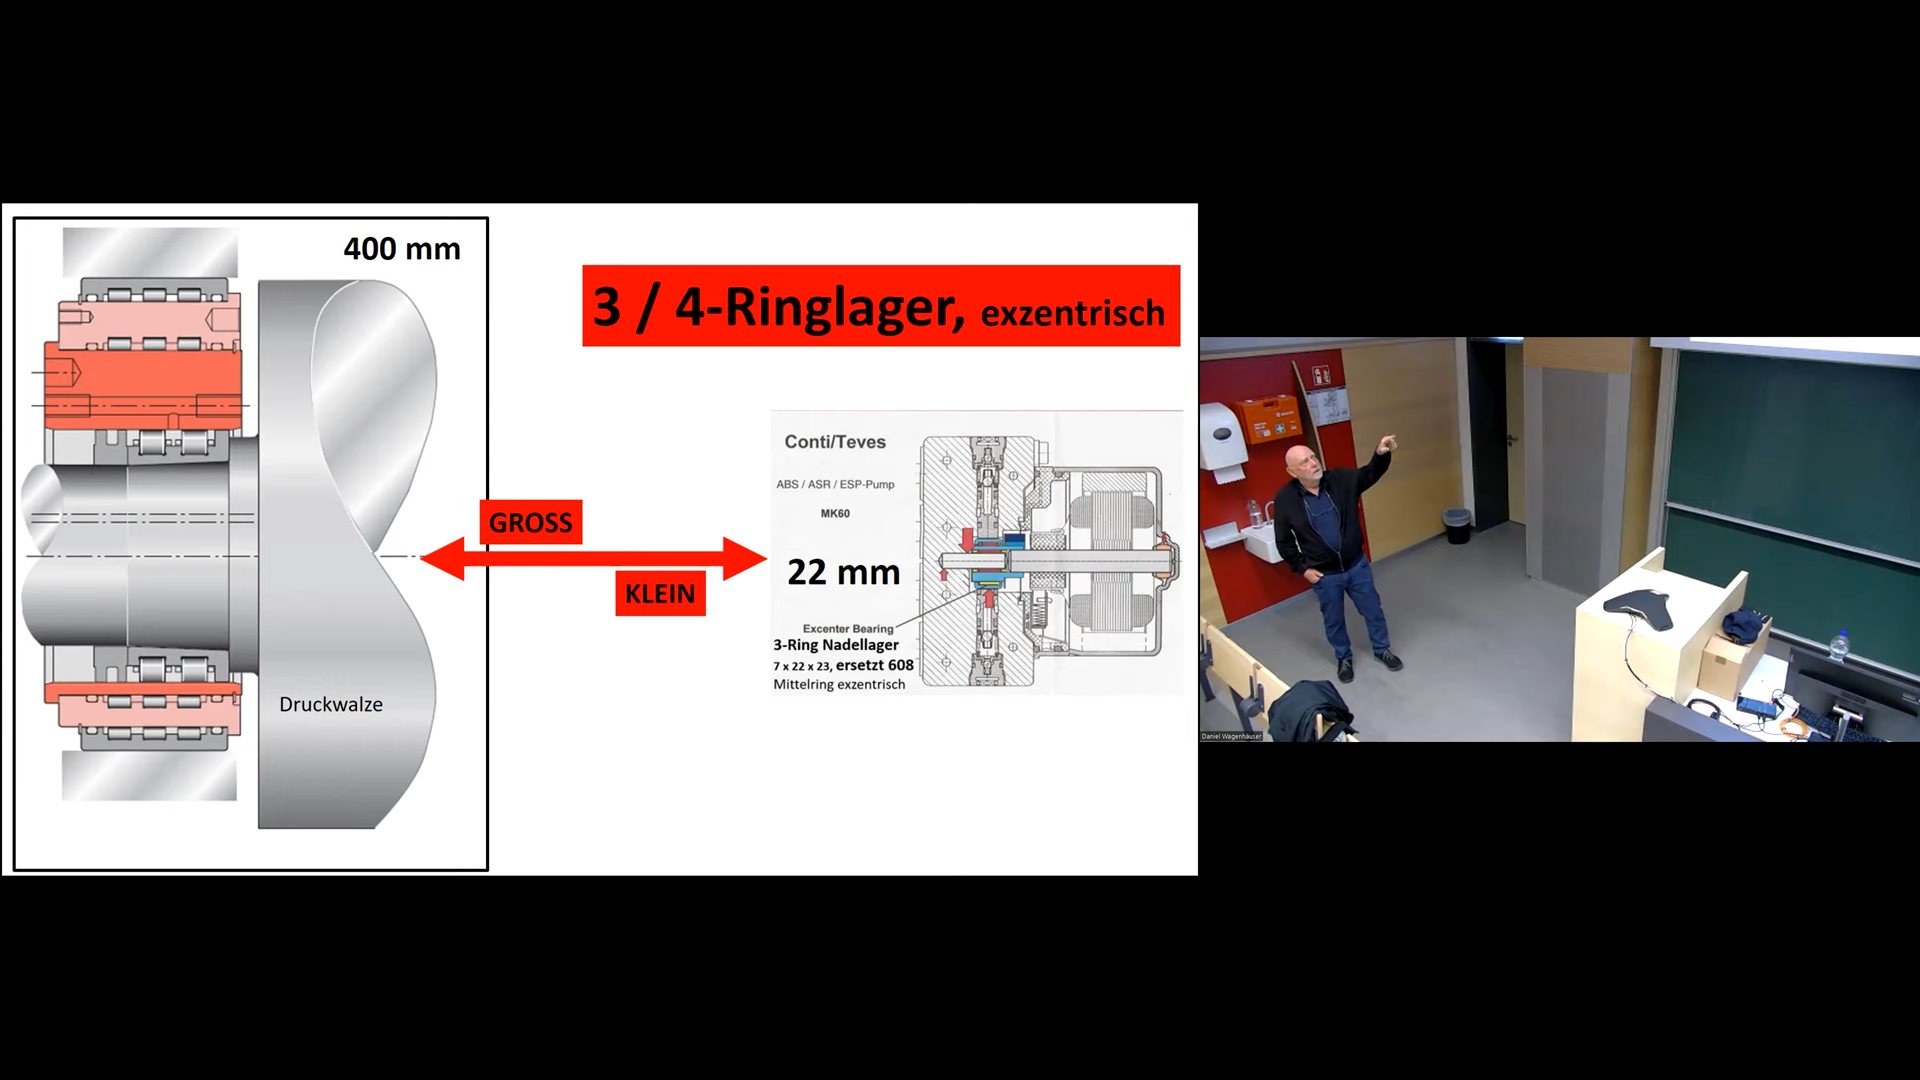 400 mm
3 / 4-Ringlager, exzentrisch
Conti/Teves
ABS / ASR / ESP-Pump
MK60
GROSS
22 mm
KLEIN
Excenter Bearing
3-Ring Nadellager
7 x 22 x 23, ersetzt 608
Mittelring exzentrisch
Druckwalze
Daniel Wagenhäuser